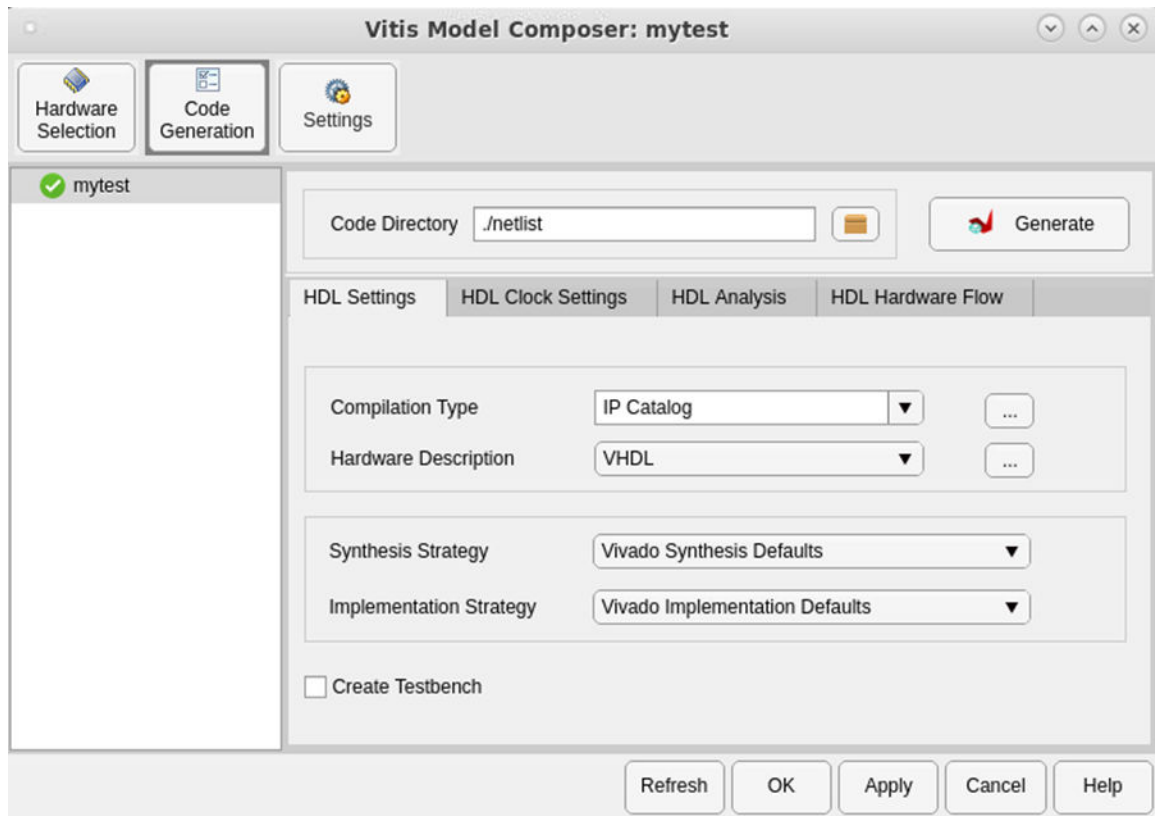 Vitis Model Composer: mytest
Hardware Selection
Code Generation
Settings
mytest
Code Directory ./netlist Generate
HDL Settings HDL Clock Settings HDL Analysis HDL Hardware Flow
Compilation Type IP Catalog ...
Hardware Description VHDL ...
Synthesis Strategy Vivado Synthesis Defaults
Implementation Strategy Vivado Implementation Defaults
Create Testbench
Refresh OK Apply Cancel Help